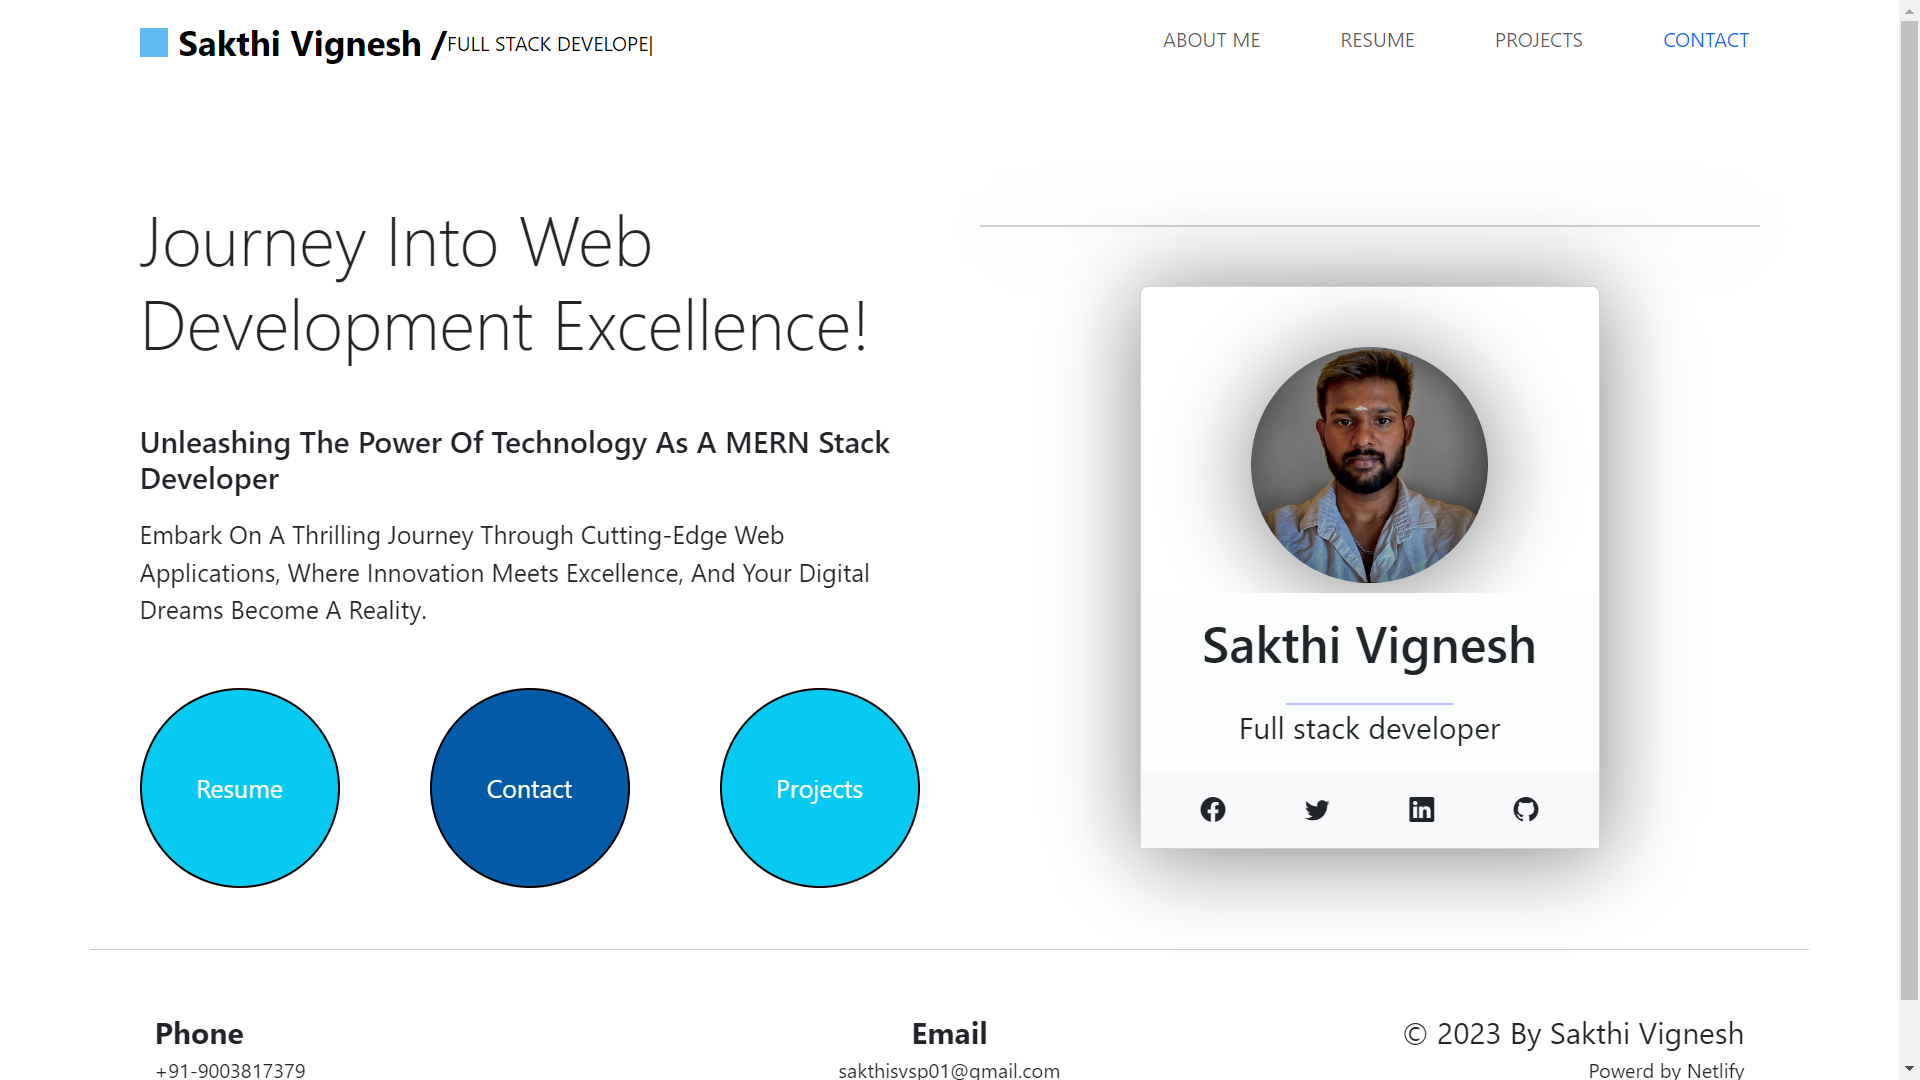 Sakthi Vignesh /FULL STACK DEVELOPE|
ABOUT ME
RESUME
PROJECTS
CONTACT
Journey Into Web
Development Excellence!
Unleashing The Power Of Technology As A MERN Stack
Developer
Embark On A Thrilling Journey Through Cutting-Edge Web
Applications, Where Innovation Meets Excellence, And Your Digital
Dreams Become A Reality.
Resume
Contact
Projects
Sakthi Vignesh
Full stack developer
Phone
+91-9003817379
Email
sakthisvsp01@gmail.com
© 2023 By Sakthi Vignesh
Powerd by Netlify